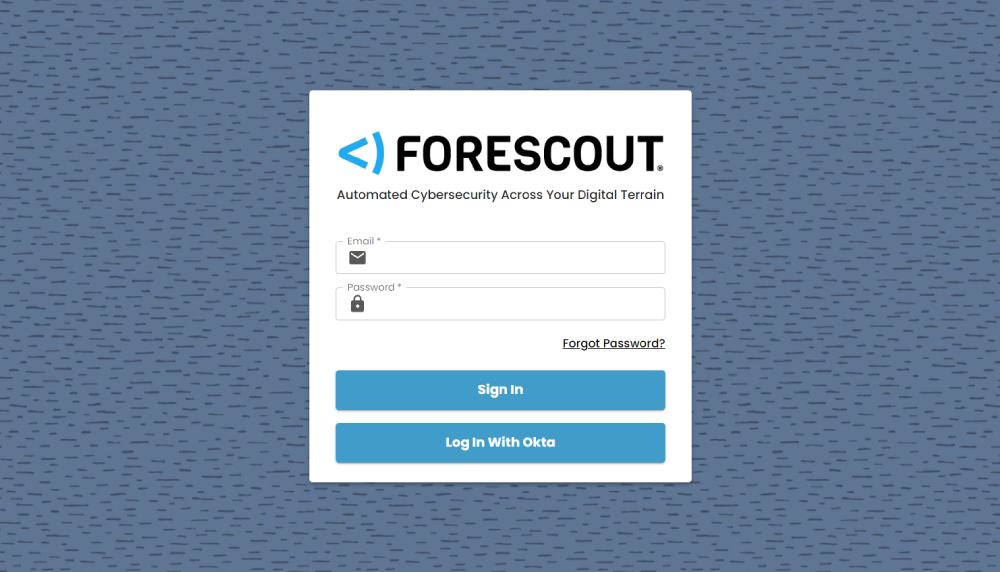 FORESCOUT®
Automated Cybersecurity Across Your Digital Terrain
Email *
Password *
Forgot Password?
Sign In
Log In With Okta